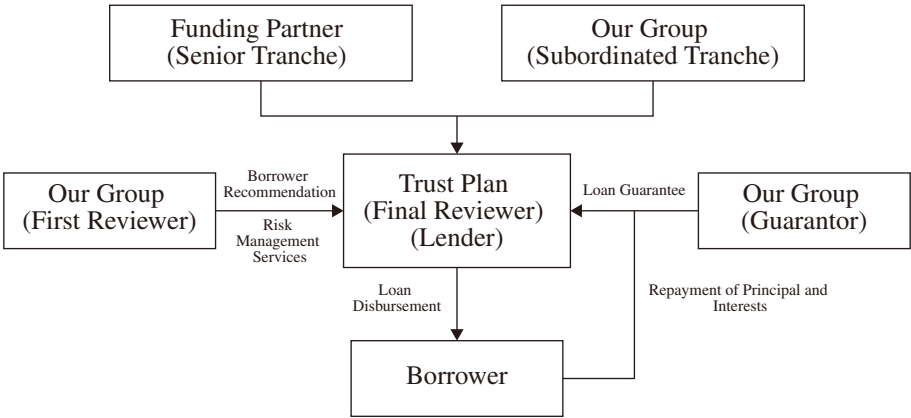 Funding Partner
(Senior Tranche)
Our Group
(Subordinated Tranche)
Our Group
(First Reviewer)
Borrower
Recommendation
Risk
Management
Services
Trust Plan
(Final Reviewer)
(Lender)
Loan Guarantee
Our Group
(Guarantor)
Loan
Disbursement
Repayment of Principal and
Interests
Borrower